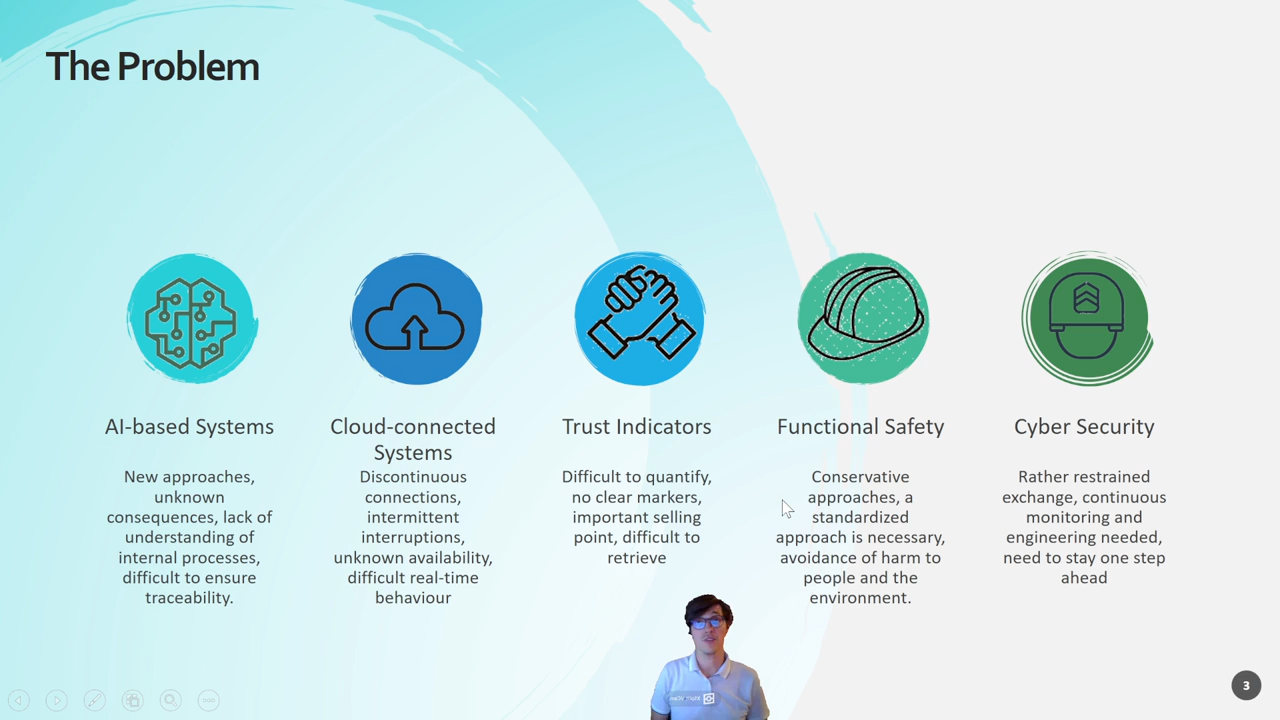 The Problem
AI-based Systems
New approaches,
unknown
consequences, lack of
understanding of
internal processes,
difficult to ensure
traceability.
Cloud-connected
Systems
Discontinuous
connections,
intermittent
interruptions,
unknown availability,
difficult real-time
behaviour
Trust Indicators
Difficult to quantify,
no clear markers,
important selling
point, difficult to
retrieve
Functional Safety
Conservative
approaches, a
standardized
approach is necessary,
avoidance of harm to
people and the
environment.
Cyber Security
Rather restrained
exchange, continuous
monitoring and
engineering needed,
need to stay one step
ahead
3